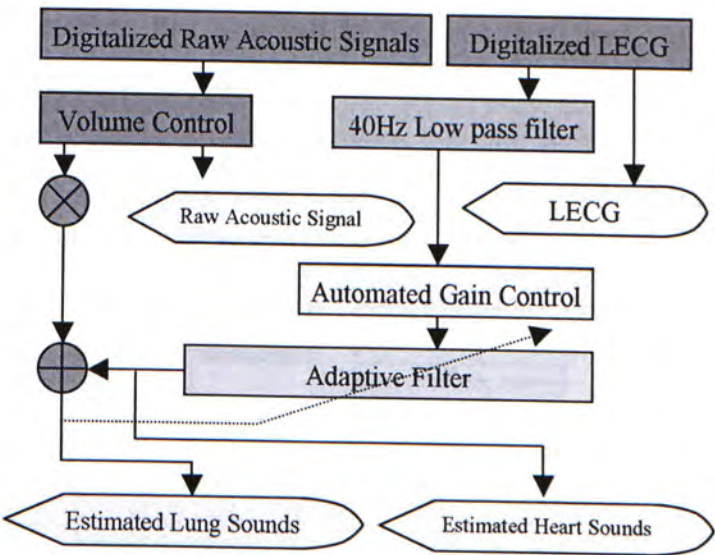 Digitalized Raw Acoustic Signals
Digitalized LECG
Volume Control
40Hz Low pass filter
Raw Acoustic Signal
LECG
Automated Gain Control
Adaptive Filter
Estimated Lung Sounds
Estimated Heart Sounds